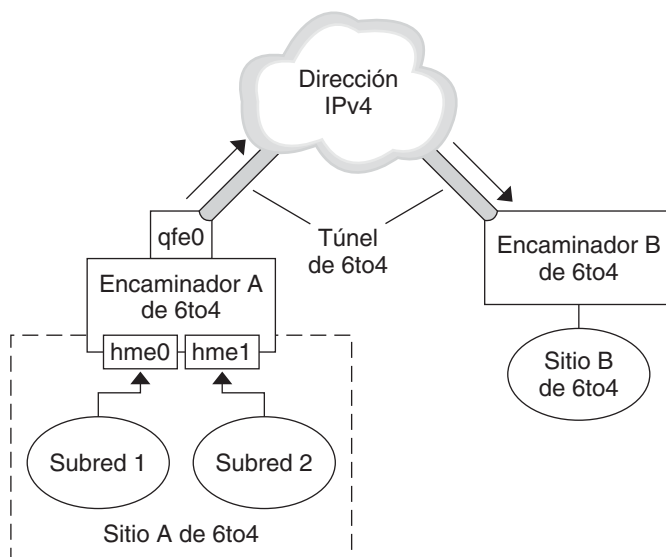 Dirección
IPv4
qfe0
Túnel
de 6to4
Encaminador A
de 6to4
Encaminador B
de 6to4
hme0
hme1
Sitio B
de 6to4
Subred 1
Subred 2
Sitio A de 6to4